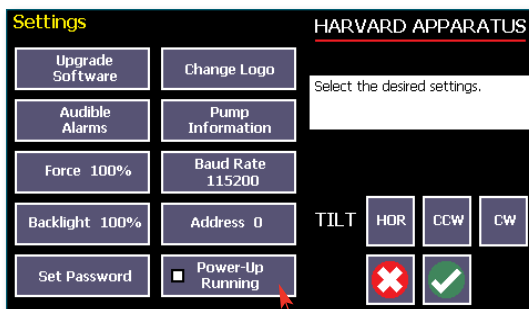 Settings
HARVARD APPARATUS
Upgrade
Software
Change Logo
Select the desired settings.
Audible
Alarms
Pump
Information
Force 100%
Baud Rate
115200
Backlight 100%
Address 0
TILT
HOR
CCW
CW
Set Password
Power-Up
Running